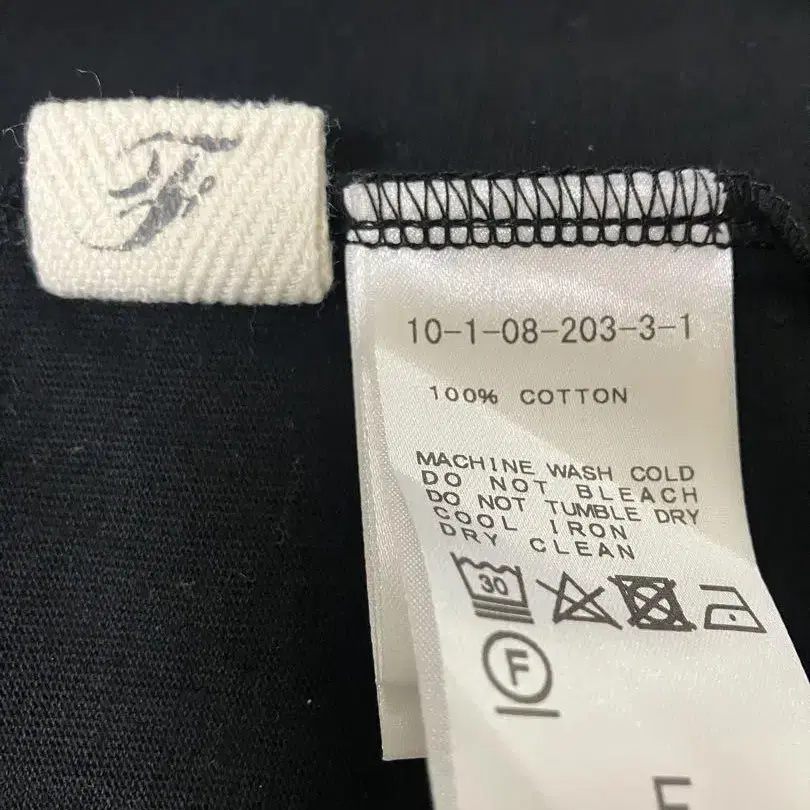 F
10-1-08-203-3-1
100% COTTON
MACHINE WASH COLD
DO NOT BLEACH
DO NOT TUMBLE DRY
COOL IRON
DRY CLEAN
30
F